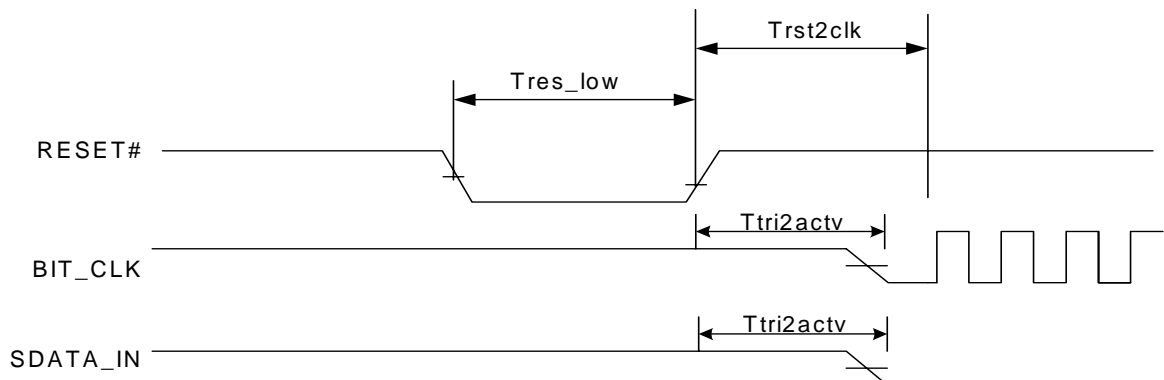 Trst2clk
Tres_low
RESET#
Ttri2actv
BIT_CLK
Ttri2actv
SDATA_IN